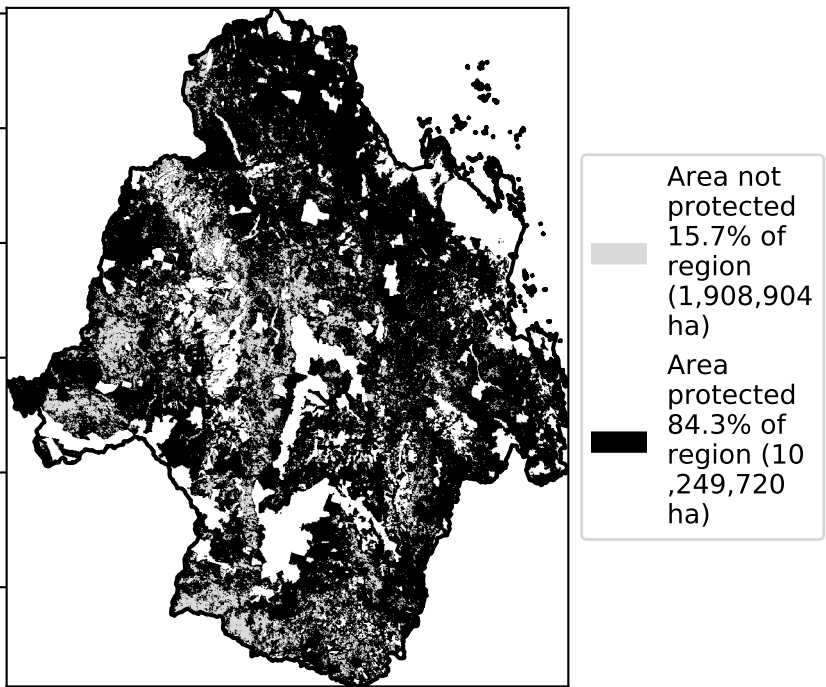 Area not
protected
15.7% of
region
(1,908,904
ha)
Area
protected
84.3% of
region (10
,249,720
ha)